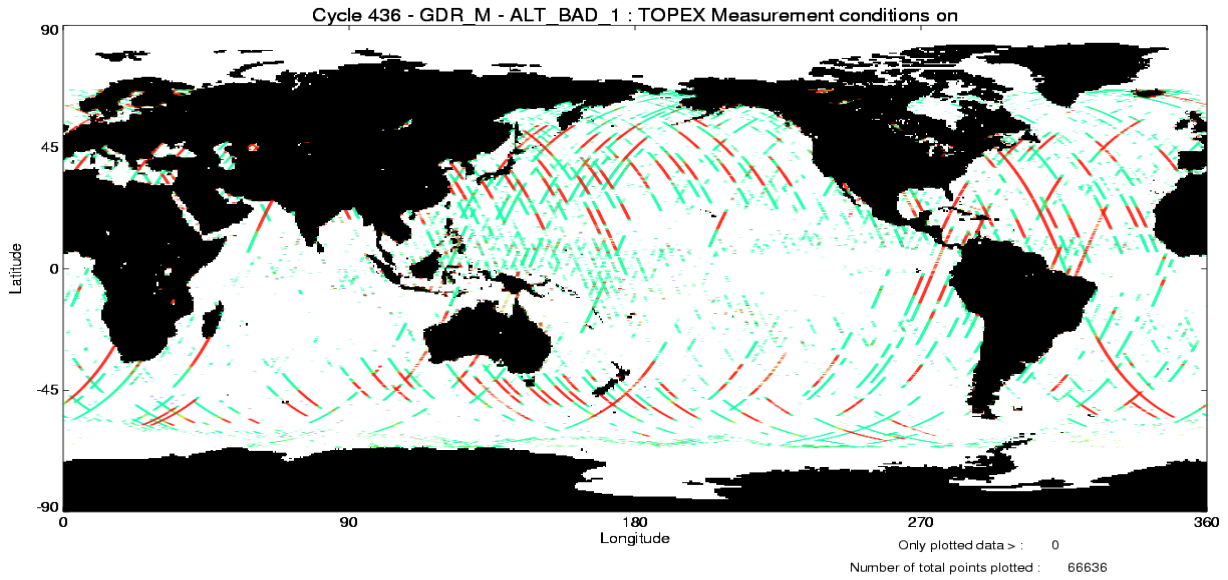 Cycle 436 - GDR_M - ALT_BAD_1 : TOPEX Measurement conditions on
90
45
0
-45
-90
Latitude
0 90 180 270 360
Longitude
Only plotted data > : 0
Number of total points plotted : 66636